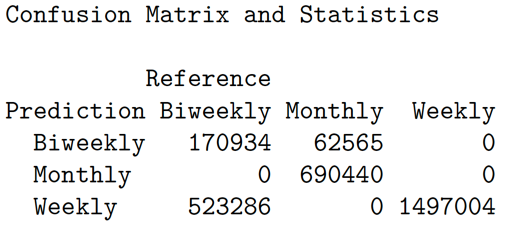 Confusion Matrix and Statistics
Reference
Prediction Biweekly Monthly Weekly
Biweekly 170934 62565 0
Monthly 0 690440 0
Weekly 523286 0 1497004